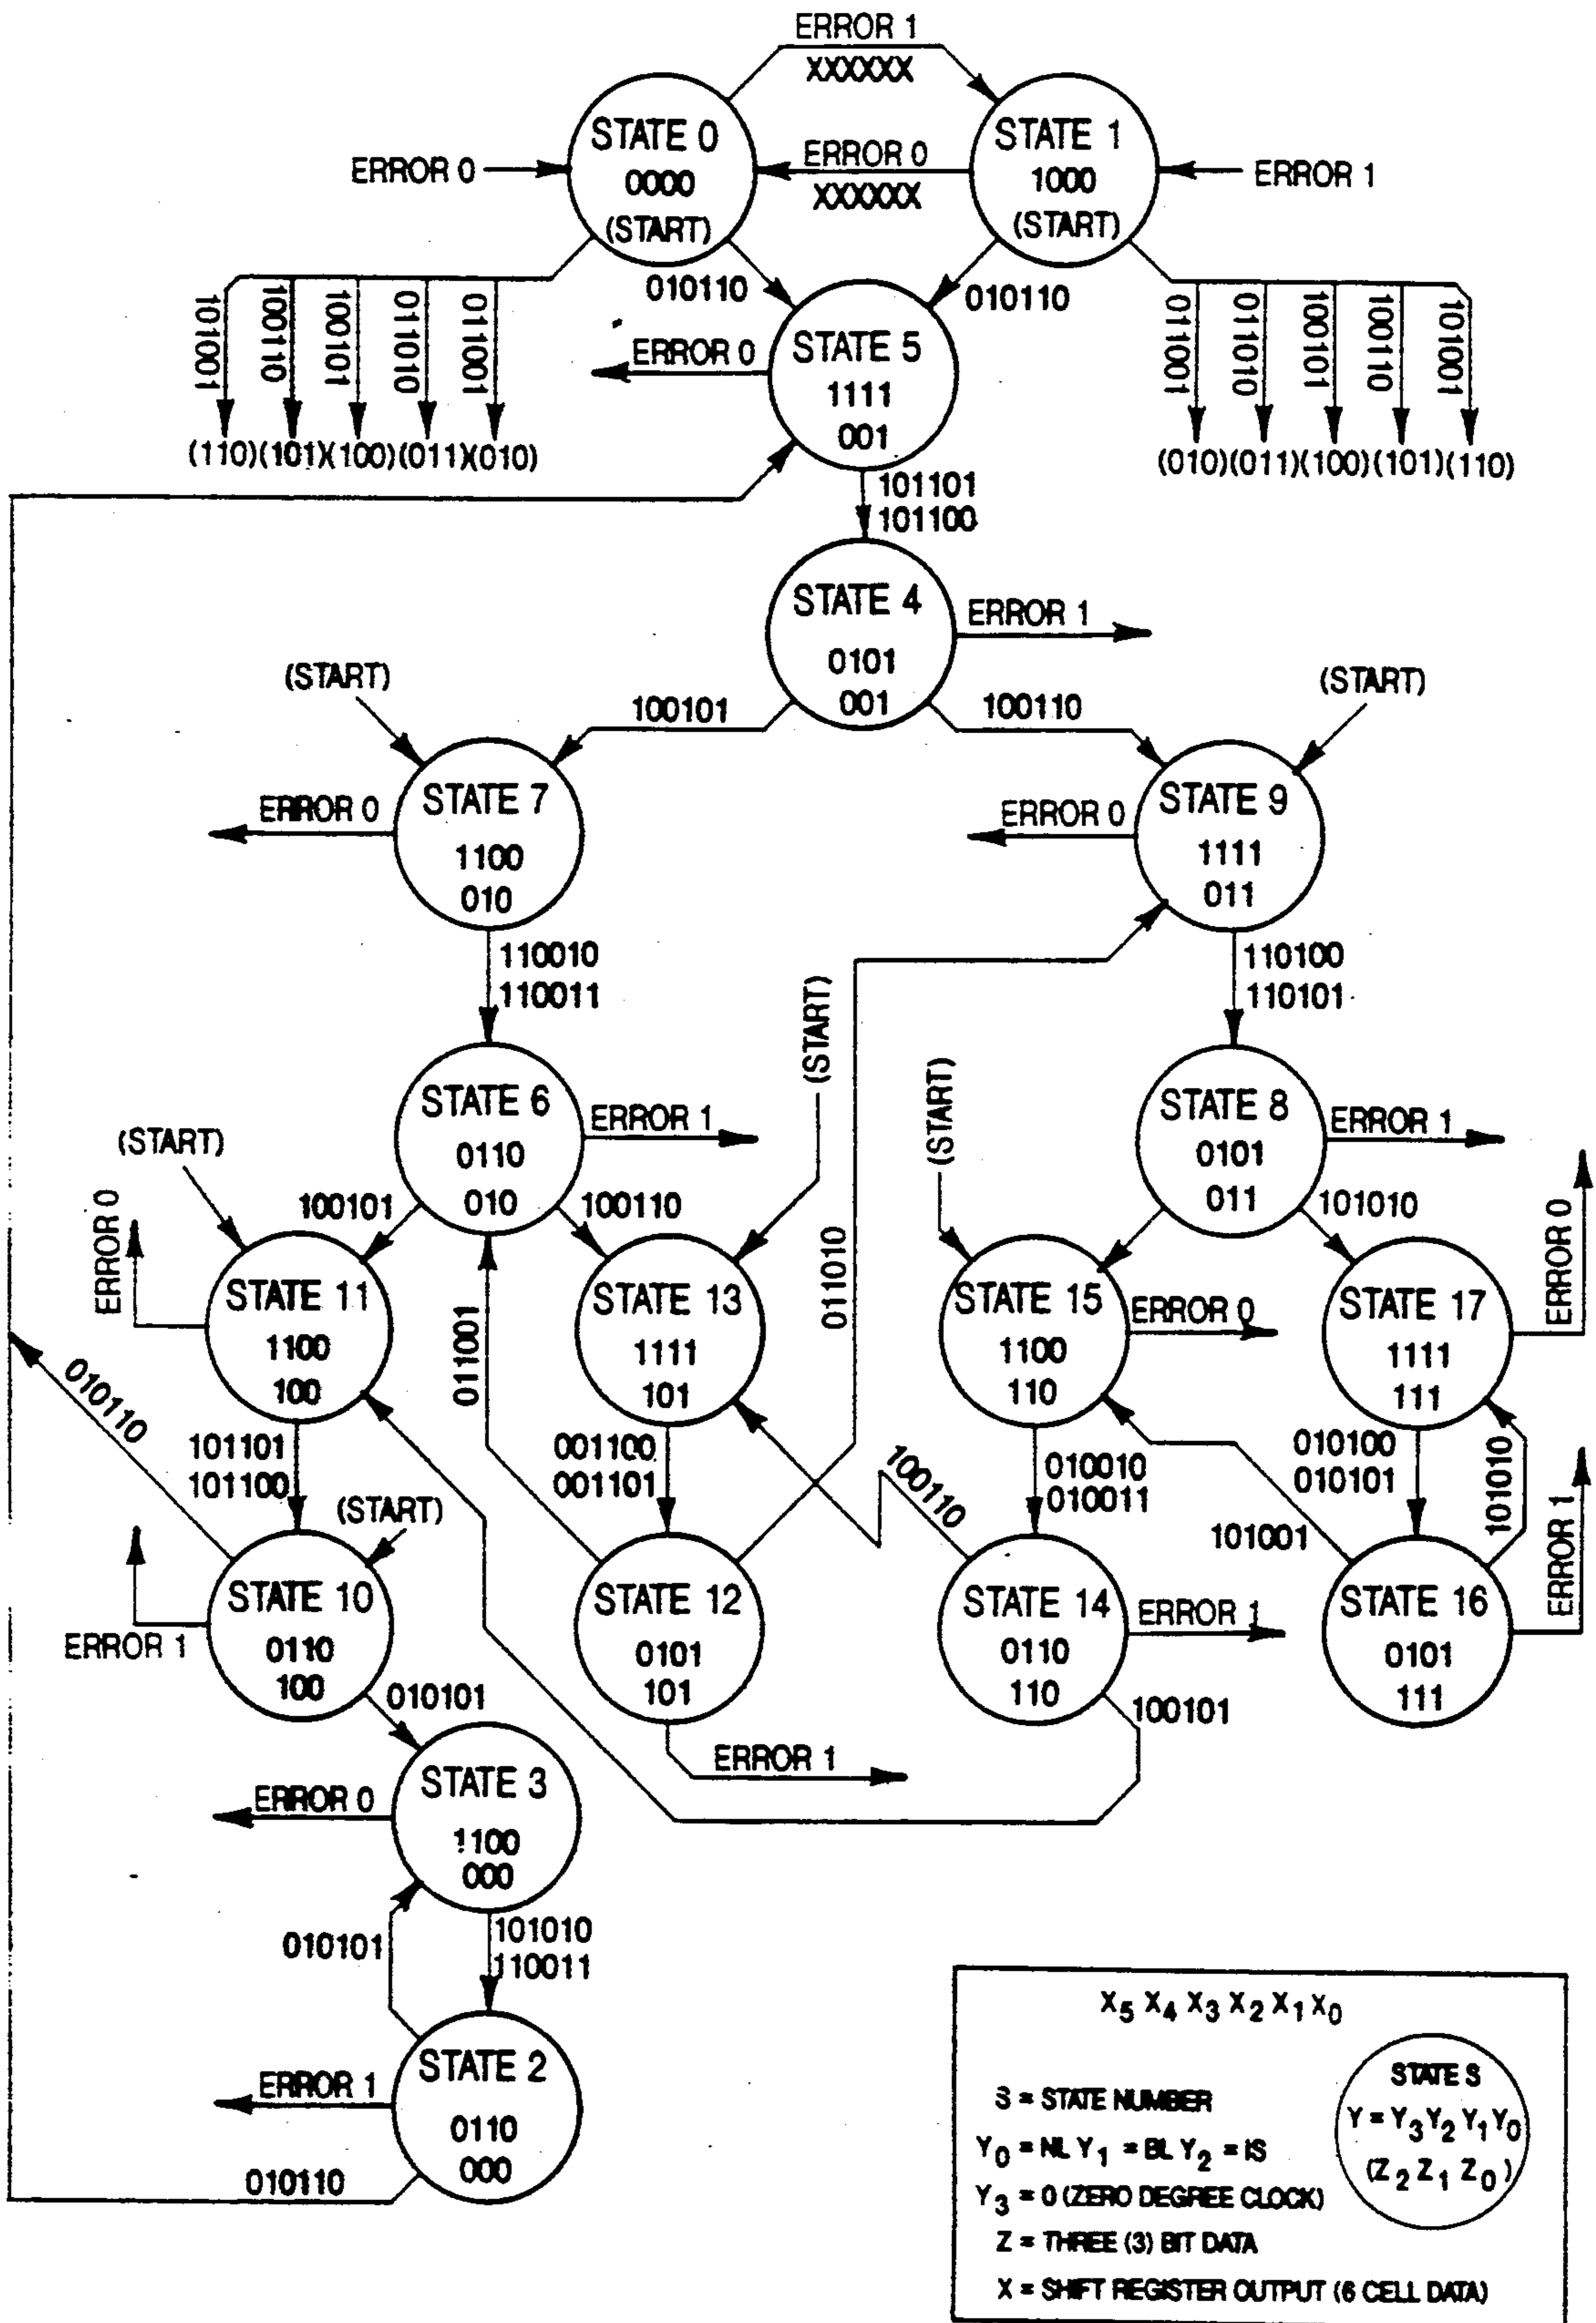 ERROR 1
XXXXXX
STATE 0
0000
(START)
STATE 1
1000
(START)
ERROR 0
ERROR 0
XXXXXX
ERROR 1
010110
010110
101001
100110
100101
011010
011001
(110)(101)(100)(011)(010)
011001
011010
100101
100110
101001
(010)(011)(100)(101)(110)
STATE 5
1111
001
ERROR 0
101101
101100
STATE 4
0101
001
ERROR 1
100101
100110
(START)
(START)
STATE 7
1100
010
ERROR 0
STATE 9
1111
011
ERROR 0
110010
110011
110100
110101
(START)
011010
STATE 6
0110
010
ERROR 1
STATE 8
0101
011
ERROR 1
(START)
(START)
100101
100110
101010
ERROR 0
ERROR 0
STATE 11
1100
100
STATE 13
1111
101
STATE 15
1100
110
ERROR 0
STATE 17
1111
111
011001
010110
101101
101100
001100
001101
100110
010010
010011
010100
010101
101010
101001
(START)
ERROR 1
STATE 10
0110
100
ERROR 1
STATE 12
0101
101
STATE 14
0110
110
ERROR 1
STATE 16
0101
111
010101
100101
ERROR 1
STATE 3
1100
000
ERROR 0
010101
101010
110011
STATE 2
0110
000
ERROR 1
010110
X5 X4 X3 X2 X1 X0
S = STATE NUMBER
Y0 = NL Y1 = BL Y2 = IS
Y3 = 0 (ZERO DEGREE CLOCK)
Z = THREE (3) BIT DATA
X = SHIFT REGISTER OUTPUT (6 CELL DATA)
STATE S
Y = Y3 Y2 Y1 Y0
(Z2 Z1 Z0)